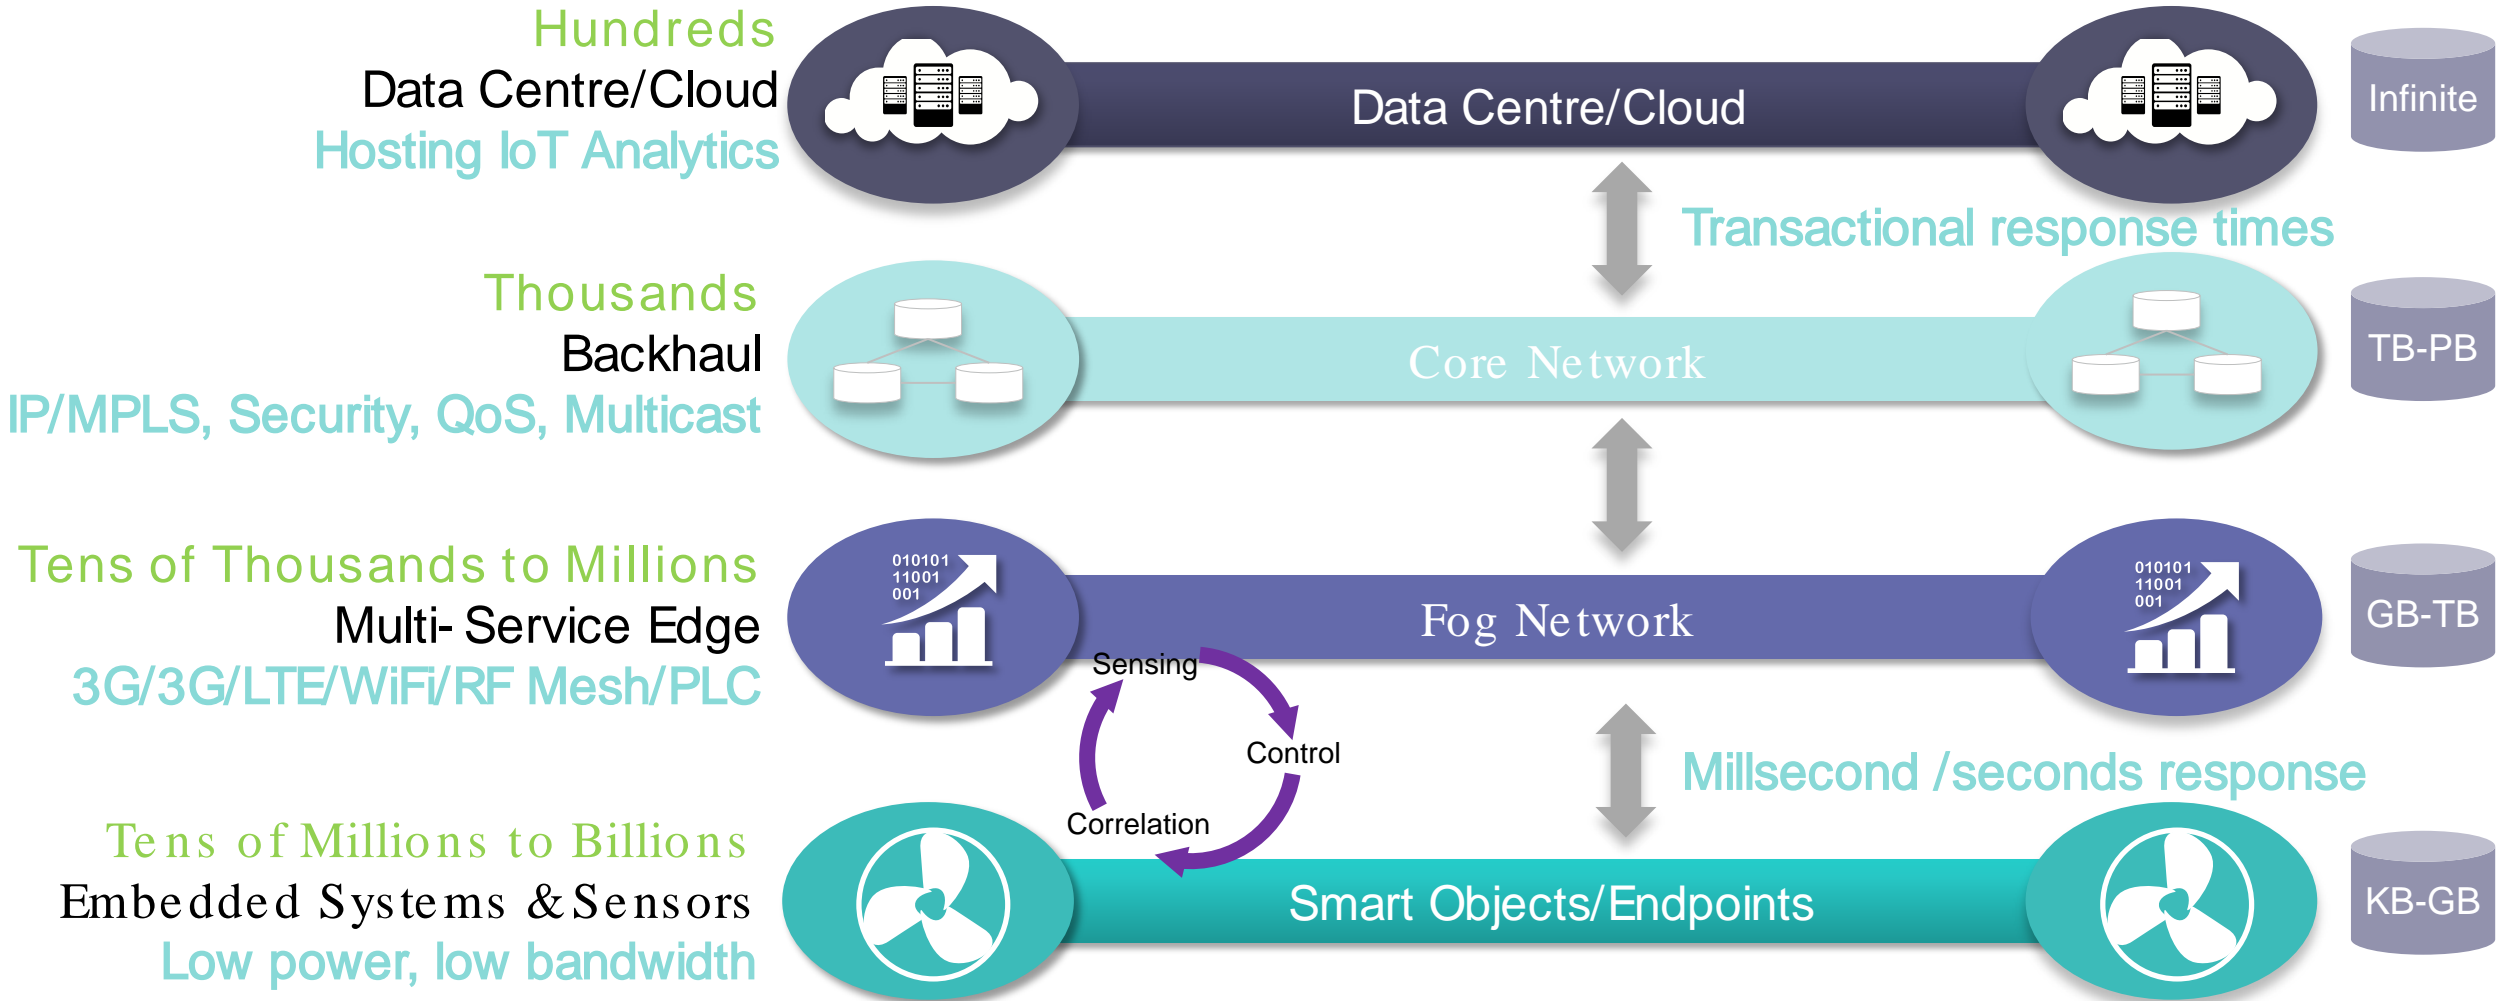 Hundreds
Data Centre/Cloud
Hosting IoT Analytics
Data Centre/Cloud
Infinite
Transactional response times
Thousands
Backhaul
IP/MPLS, Security, QoS, Multicast
Core Network
TB-PB
Tens of Thousands to Millions
Multi- Service Edge
3G/3G/LTE/WiFi/RF Mesh/PLC
010101
11001
001
Fog Network
010101
11001
001
GB-TB
Sensing
Control
Correlation
Millsecond /seconds response
Tens of Millions to Billions
Embedded Systems & Sensors
Low power, low bandwidth
Smart Objects/Endpoints
KB-GB